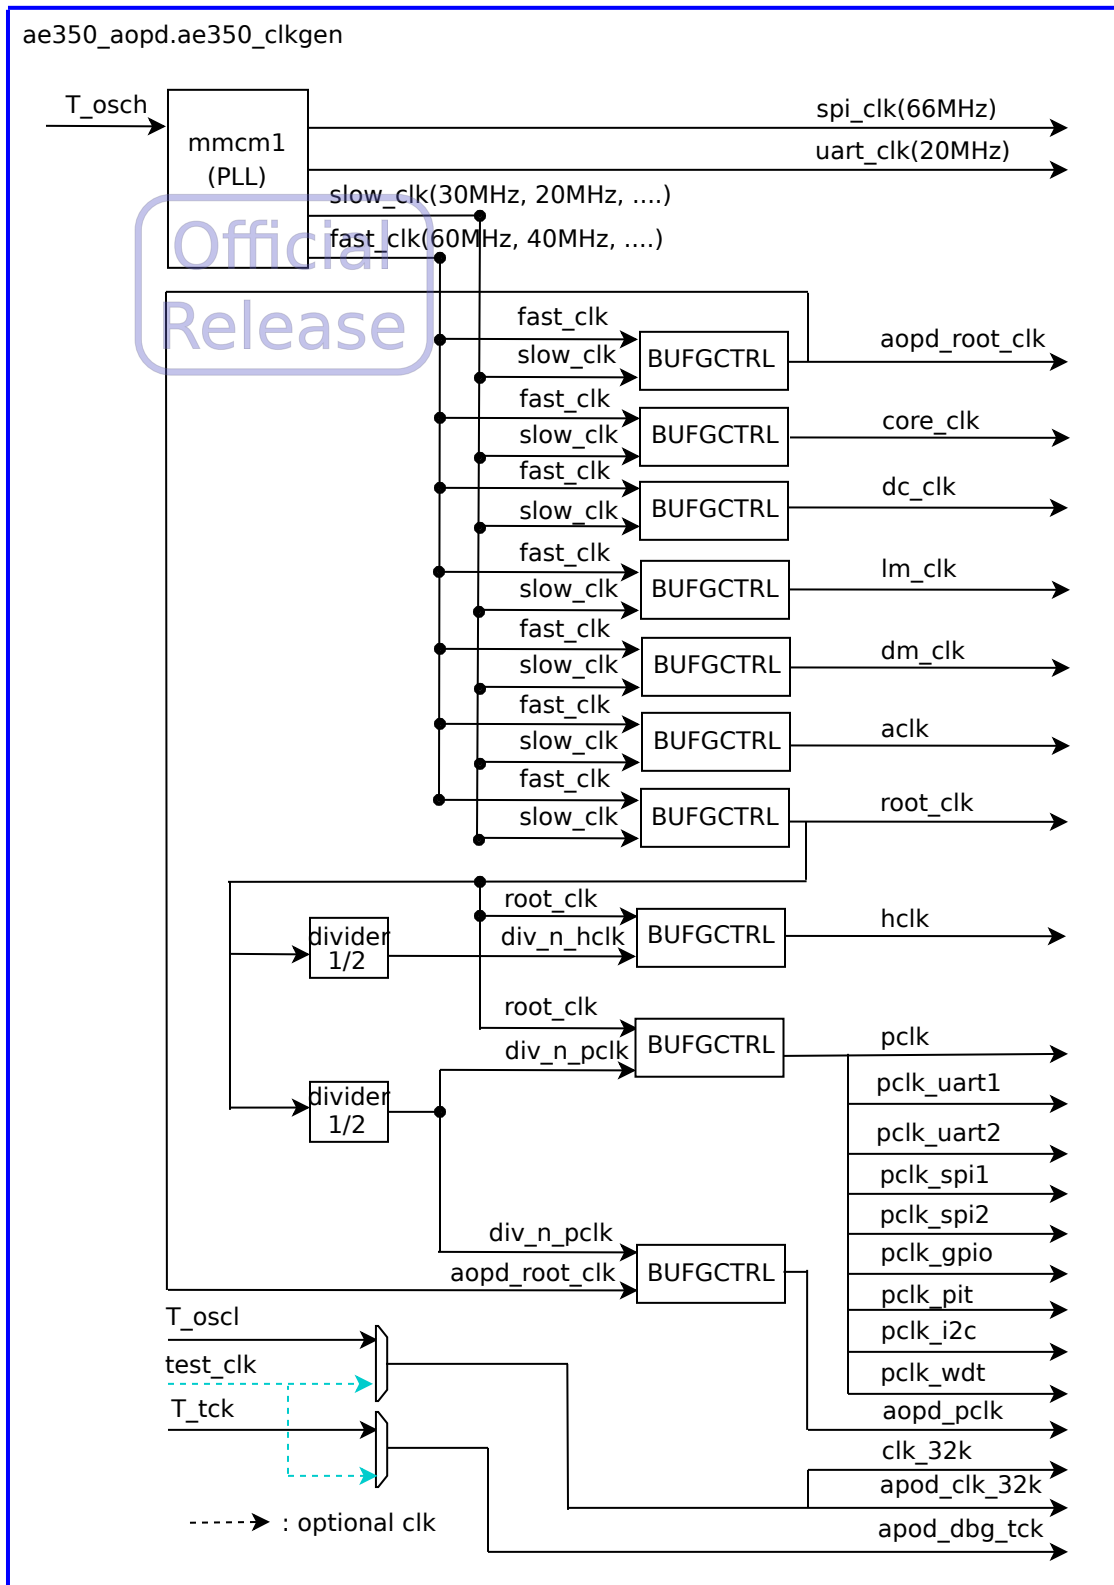 ae350_aopd.ae350_clkgen
T_osch
mmcm1
(PLL)
spi_clk(66MHz)
uart_clk(20MHz)
slow_clk(30MHz, 20MHz, ....)
fast_clk(60MHz, 40MHz, ....)
Official
Release
fast_clk
slow_clk
BUFGCTRL
aopd_root_clk
fast_clk
slow_clk
BUFGCTRL
core_clk
fast_clk
slow_clk
BUFGCTRL
dc_clk
fast_clk
slow_clk
BUFGCTRL
lm_clk
fast_clk
slow_clk
BUFGCTRL
dm_clk
fast_clk
slow_clk
BUFGCTRL
aclk
fast_clk
slow_clk
BUFGCTRL
root_clk
divider
1/2
root_clk
div_n_hclk
BUFGCTRL
hclk
root_clk
div_n_pclk
BUFGCTRL
pclk
divider
1/2
pclk_uart1
pclk_uart2
pclk_spi1
pclk_spi2
pclk_gpio
pclk_pit
pclk_i2c
pclk_wdt
div_n_pclk
aopd_root_clk
BUFGCTRL
aopd_pclk
T_oscl
test_clk
T_tck
clk_32k
apod_clk_32k
apod_dbg_tck
: optional clk